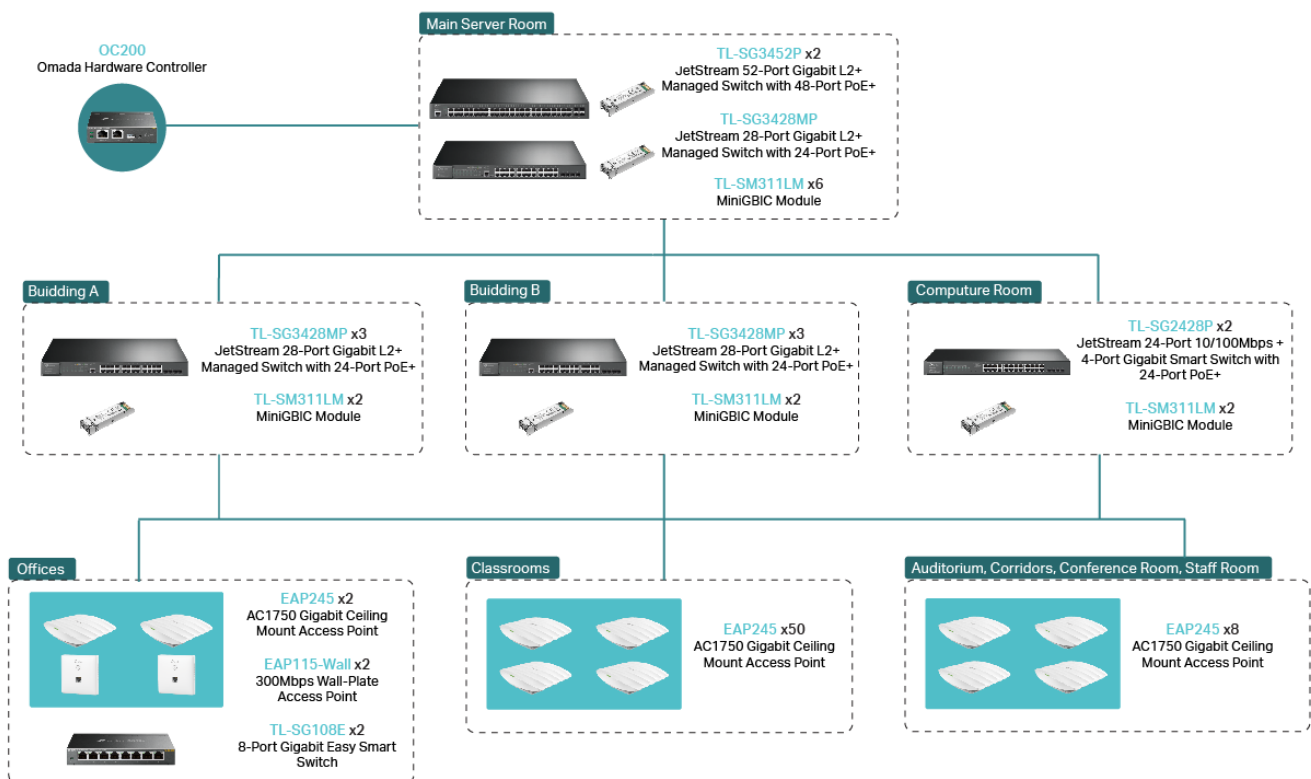 Main Server Room
OC200
Omada Hardware Controller
TL-SG3452P x2
JetStream 52-Port Gigabit L2+
Managed Switch with 48-Port PoE+
TL-SG3428MP
JetStream 28-Port Gigabit L2+
Managed Switch with 24-Port PoE+
TL-SM311LM x6
MiniGBIC Module
Buidding A
TL-SG3428MP x3
JetStream 28-Port Gigabit L2+
Managed Switch with 24-Port PoE+
TL-SM311LM x2
MiniGBIC Module
Buidding B
TL-SG3428MP x3
JetStream 28-Port Gigabit L2+
Managed Switch with 24-Port PoE+
TL-SM311LM x2
MiniGBIC Module
Computure Room
TL-SG2428P x2
JetStream 24-Port 10/100Mbps +
4-Port Gigabit Smart Switch with
24-Port PoE+
TL-SM311LM x2
MiniGBIC Module
Offices
EAP245 x2
AC1750 Gigabit Ceiling
Mount Access Point
EAP115-Wall x2
300Mbps Wall-Plate
Access Point
TL-SG108E x2
8-Port Gigabit Easy Smart
Switch
Classrooms
EAP245 x50
AC1750 Gigabit Ceiling
Mount Access Point
Auditorium, Corridors, Conference Room, Staff Room
EAP245 x8
AC1750 Gigabit Ceiling
Mount Access Point